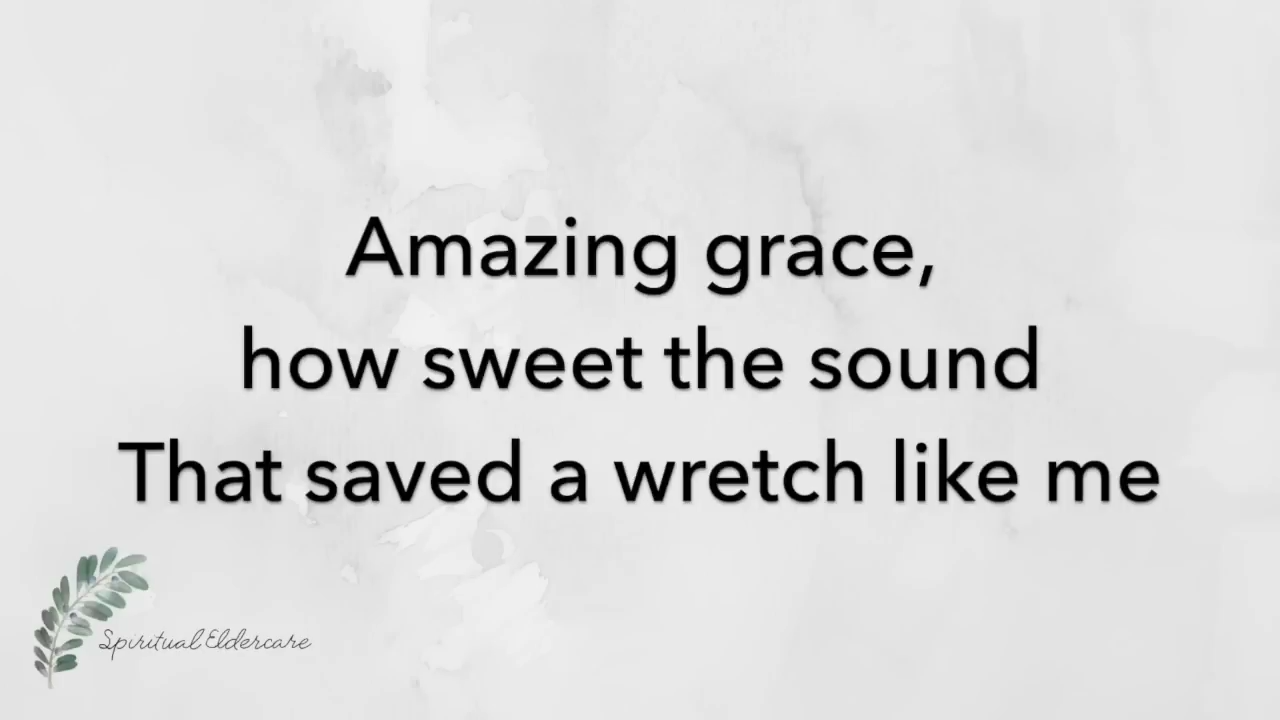 Amazing grace,
how sweet the sound
That saved a wretch like me
Spiritual Eldercare